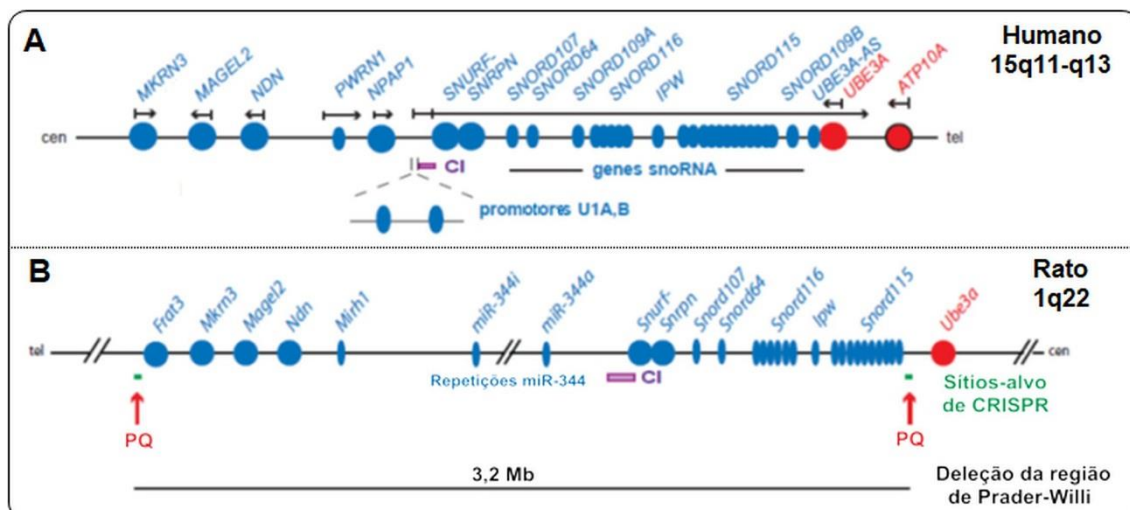 A
Humano
15q11-q13
MKRN3
MAGEL2
NDN
PWRN1
NPAP1
SNURF-
SNRPN
SNORD107
SNORD64
SNORD109A
SNORD116
IPW
SNORD115
SNORD109B
UBE3A-AS
UBE3A
ATP10A
cen
tel
CI
genes snoRNA
promotores U1A,B
B
Rato
1q22
Frat3
Mkrn3
Magel2
Ndn
Mirh1
miR-344i
miR-344a
Snurf-
Snrpn
Snord107
Snord64
Snord116
Ipw
Snord115
Ube3a
tel
cen
Repetições miR-344
CI
Sítios-alvo
de CRISPR
PQ
PQ
3,2 Mb
Deleção da região
de Prader-Willi